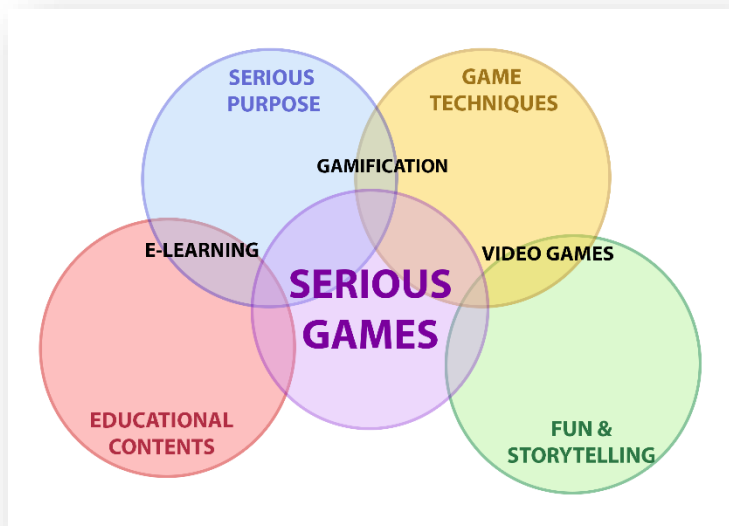 SERIOUS
PURPOSE
GAME
TECHNIQUES
GAMIFICATION
E-LEARNING
VIDEO GAMES
SERIOUS
GAMES
EDUCATIONAL
CONTENTS
FUN &
STORYTELLING